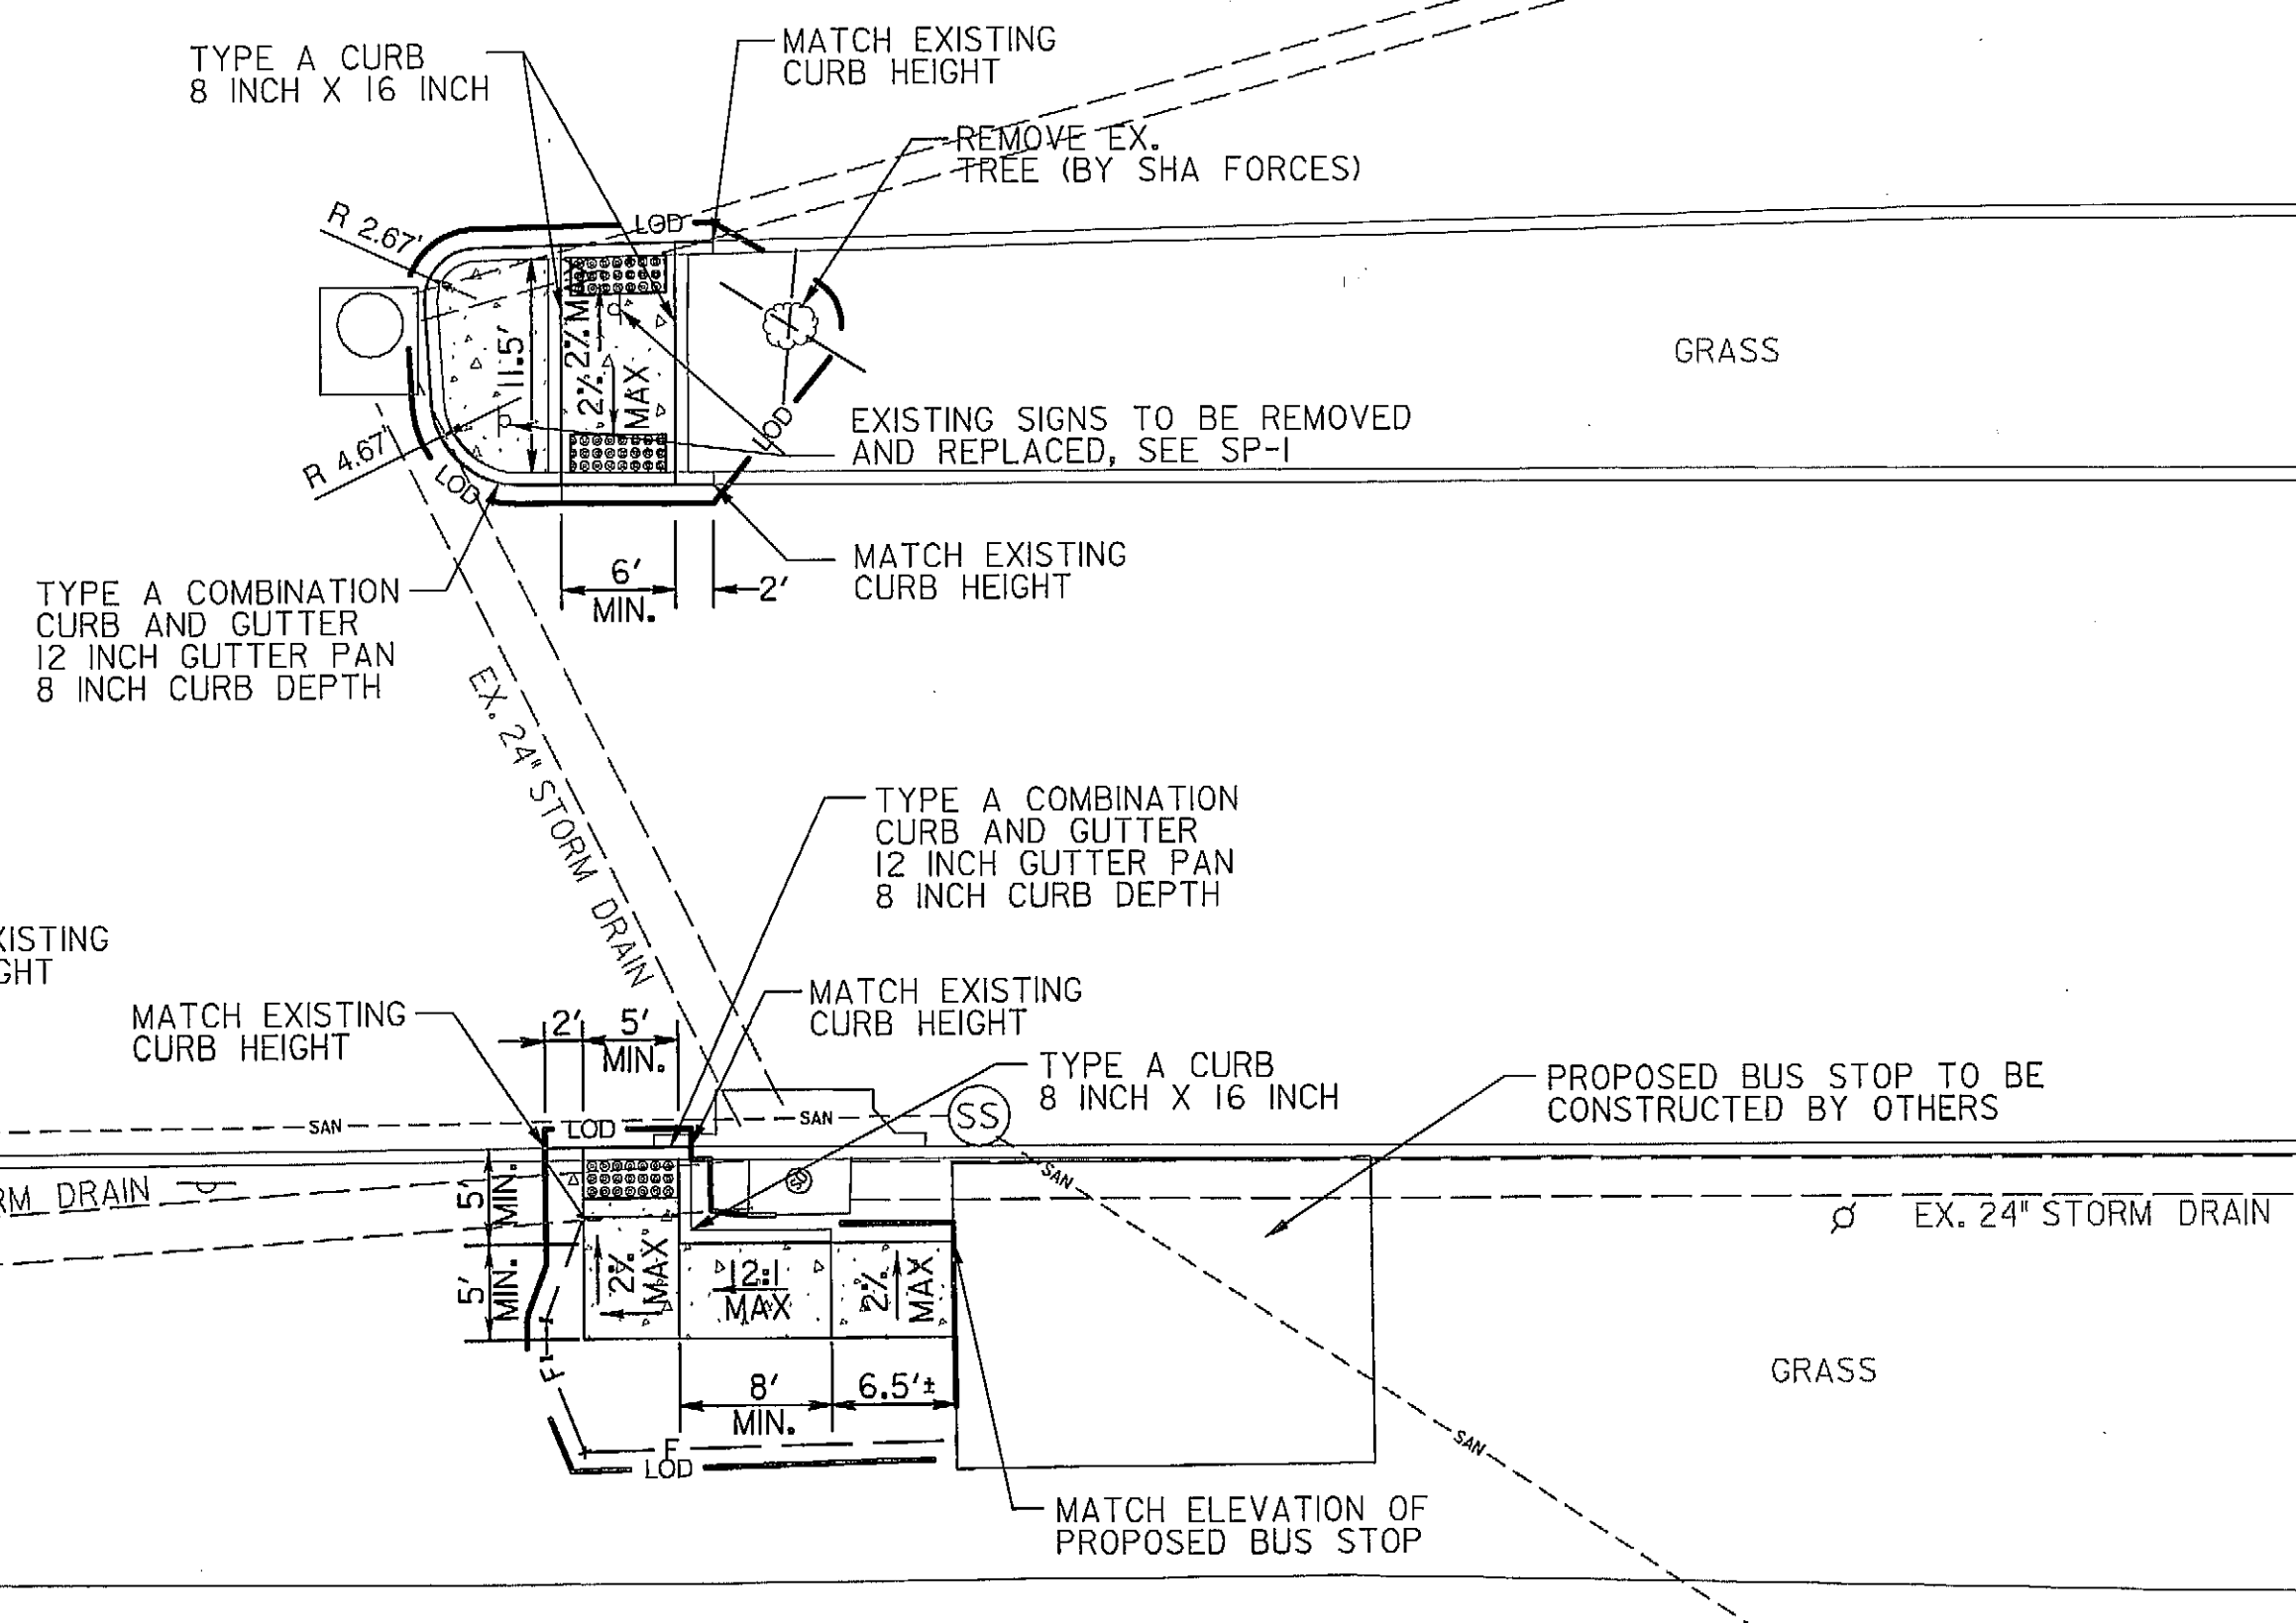 TYPE A CURB
8 INCH X 16 INCH
MATCH EXISTING
CURB HEIGHT
REMOVE EX.
TREE (BY SHA FORCES)
R 2.67'
LOD
11.5'
2% MAX
2%
MAX
GRASS
LOD
EXISTING SIGNS TO BE REMOVED
AND REPLACED, SEE SP-1
R 4.67'
LOD
6'
MIN.
2'
MATCH EXISTING
CURB HEIGHT
TYPE A COMBINATION
CURB AND GUTTER
12 INCH GUTTER PAN
8 INCH CURB DEPTH
EX. 24" STORM DRAIN
TYPE A COMBINATION
CURB AND GUTTER
12 INCH GUTTER PAN
8 INCH CURB DEPTH
XISTING
GHT
MATCH EXISTING
CURB HEIGHT
2'
5'
MIN.
MATCH EXISTING
CURB HEIGHT
TYPE A CURB
8 INCH X 16 INCH
PROPOSED BUS STOP TO BE
CONSTRUCTED BY OTHERS
SAN
LOD
SAN
SS
SAN
RM DRAIN
5'
MIN.
5'
MIN.
2%
MAX
12:1
MAX
2%
MAX
EX. 24" STORM DRAIN
F
8'
MIN.
6.5'±
F
LOD
GRASS
SAN
MATCH ELEVATION OF
PROPOSED BUS STOP